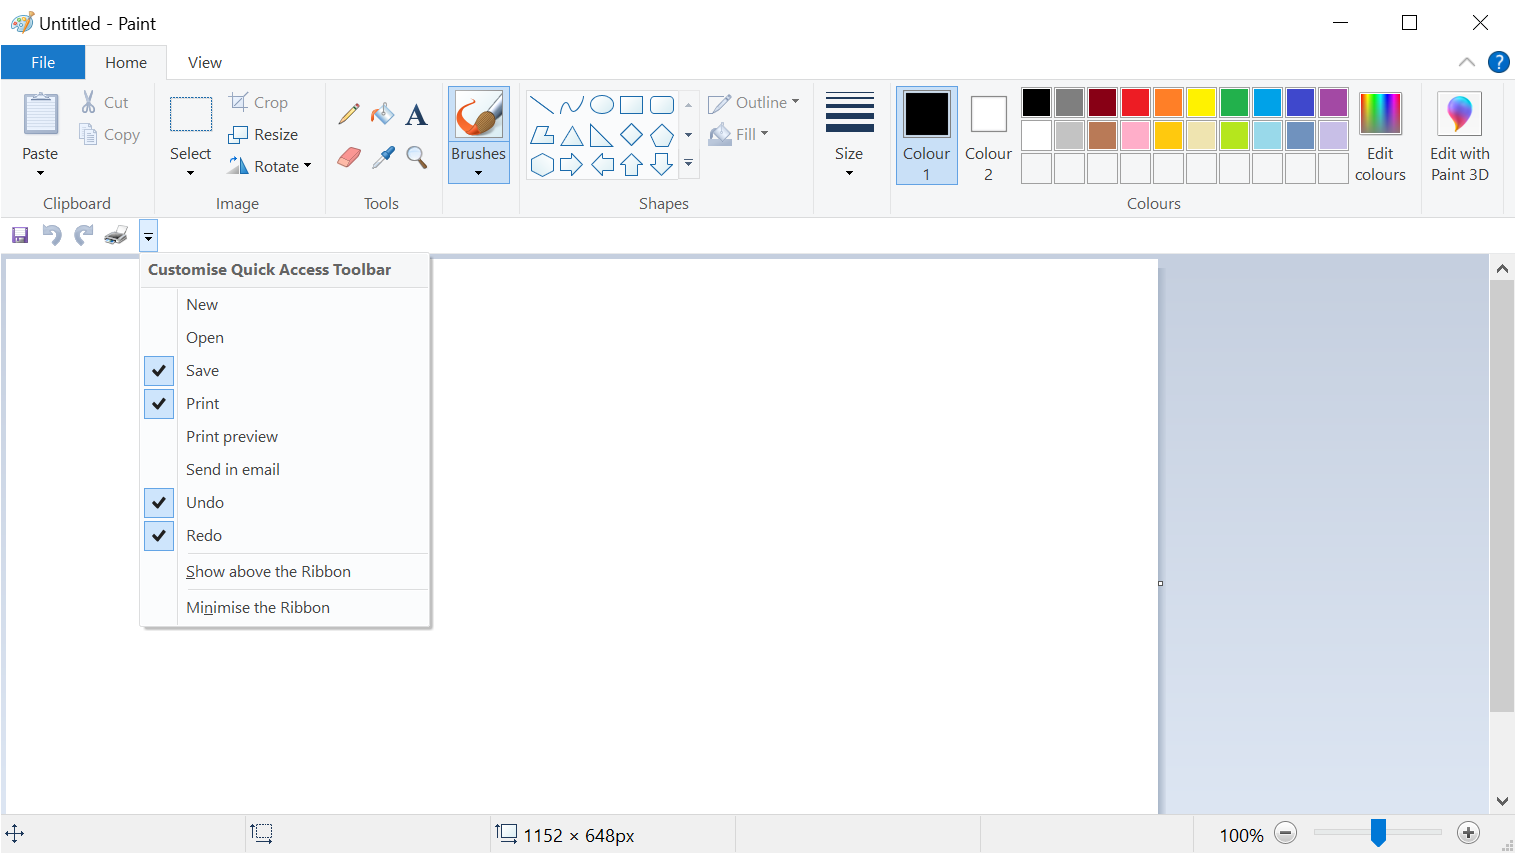 Untitled - Paint
File Home View
?
Paste
Cut
Copy
Clipboard
Select
Crop
Resize
Rotate
Image
A
Tools
Brushes
Shapes
Outline
Fill
Size
Colour
1
Colour
2
Edit
colours
Colours
Edit with
Paint 3D
Customise Quick Access Toolbar
New
Open
Save
Print
Print preview
Send in email
Undo
Redo
Show above the Ribbon
Minimise the Ribbon
1152 × 648px
100%